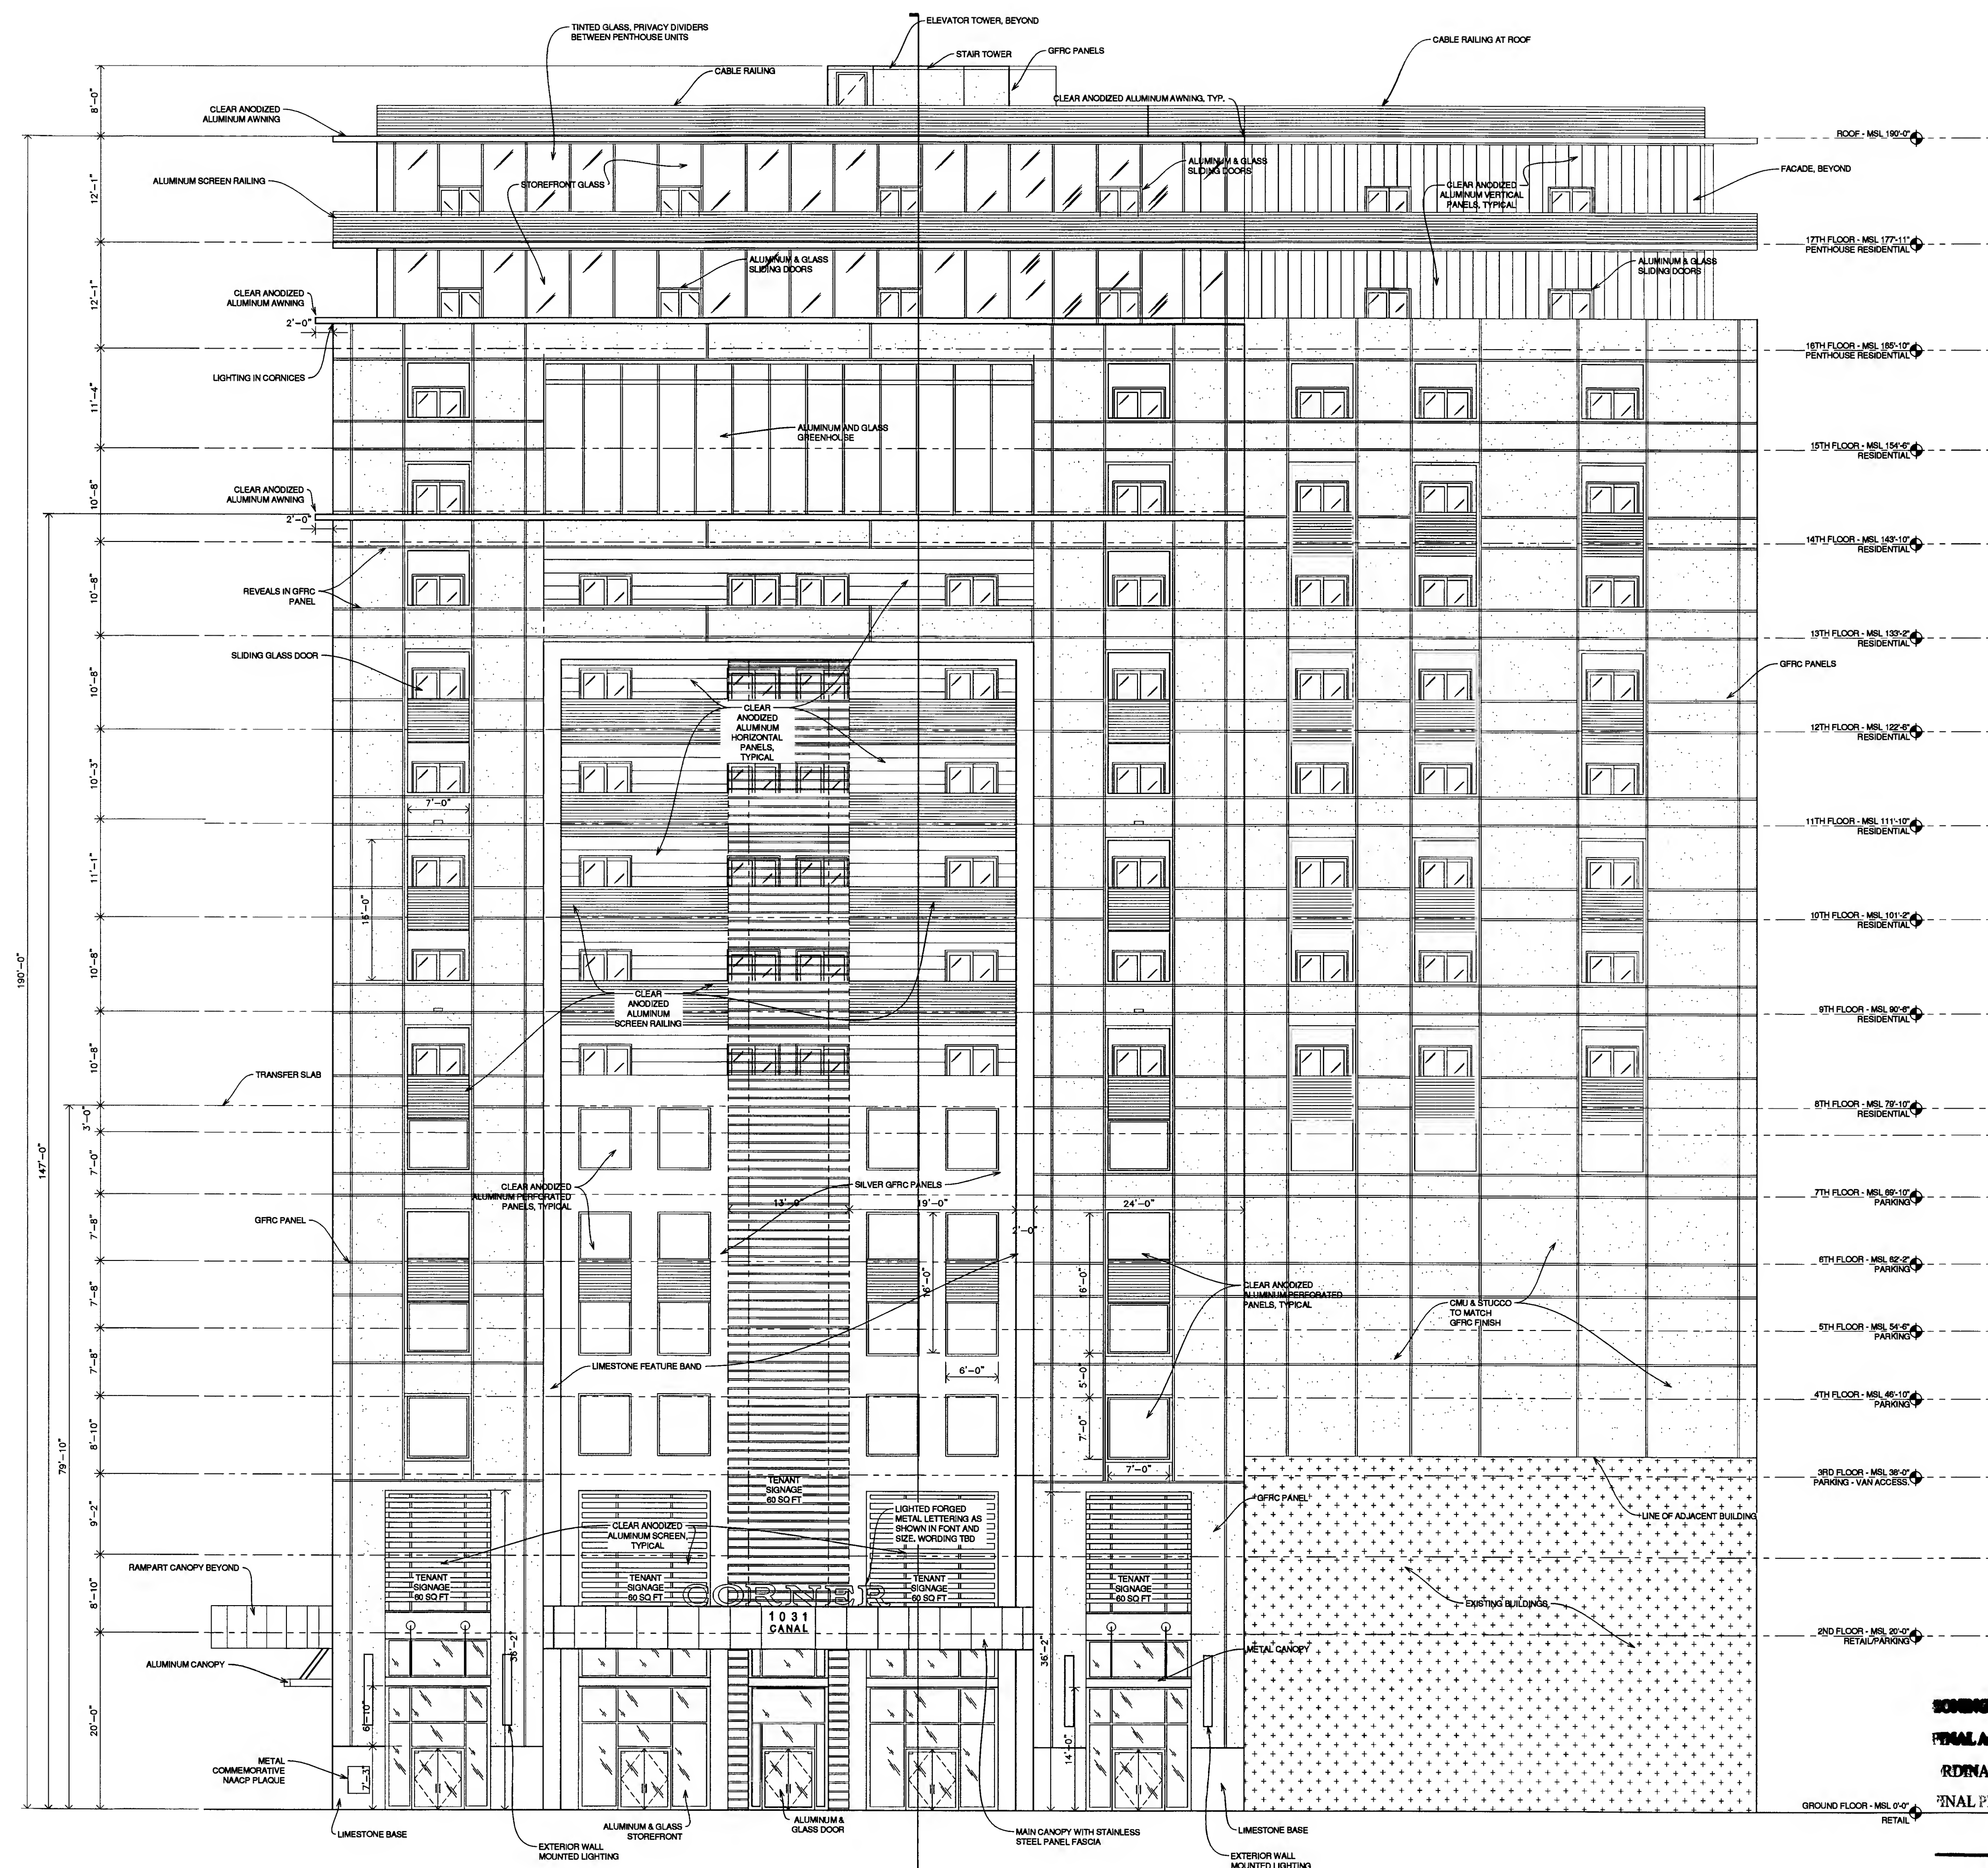 TINTED GLASS, PRIVACY DIVIDERS
BETWEEN PENTHOUSE UNITS
ELEVATOR TOWER, BEYOND
STAIR TOWER
GFRC PANELS
CABLE RAILING AT ROOF
CABLE RAILING
CLEAR ANODIZED
ALUMINUM AWNING
CLEAR ANODIZED ALUMINUM AWNING, TYP.
8'-0"
ROOF - MSL 190'-0"
ALUMINUM SCREEN RAILING
STOREFRONT GLASS
ALUMINUM & GLASS
SLIDING DOORS
CLEAR ANODIZED
ALUMINUM VERTICAL
PANELS, TYPICAL
FACADE, BEYOND
12'-1"
17TH FLOOR - MSL 177'-11"
PENTHOUSE RESIDENTIAL
ALUMINUM & GLASS
SLIDING DOORS
ALUMINUM & GLASS
SLIDING DOORS
CLEAR ANODIZED
ALUMINUM AWNING
12'-1"
2'-0"
16TH FLOOR - MSL 165'-10"
PENTHOUSE RESIDENTIAL
LIGHTING IN CORNICES
11'-4"
ALUMINUM AND GLASS
GREENHOUSE
15TH FLOOR - MSL 154'-6"
RESIDENTIAL
CLEAR ANODIZED
ALUMINUM AWNING
10'-8"
2'-0"
14TH FLOOR - MSL 143'-10"
RESIDENTIAL
REVEALS IN GFRC
PANEL
10'-8"
13TH FLOOR - MSL 133'-2"
RESIDENTIAL
SLIDING GLASS DOOR
10'-8"
GFRC PANELS
CLEAR
ANODIZED
ALUMINUM
HORIZONTAL
PANELS,
TYPICAL
12TH FLOOR - MSL 122'-6"
RESIDENTIAL
10'-3"
7'-0"
11TH FLOOR - MSL 111'-10"
RESIDENTIAL
11'-1"
16'-0"
10TH FLOOR - MSL 101'-2"
RESIDENTIAL
190'-0"
10'-8"
CLEAR
ANODIZED
ALUMINUM
SCREEN RAILING
9TH FLOOR - MSL 90'-6"
RESIDENTIAL
10'-8"
TRANSFER SLAB
8TH FLOOR - MSL 79'-10"
RESIDENTIAL
3'-0"
147'-0"
7'-0"
CLEAR ANODIZED
ALUMINUM PERFORATED
PANELS, TYPICAL
SILVER GFRC PANELS
7TH FLOOR - MSL 69'-10"
PARKING
13'-0"
19'-0"
24'-0"
2'-0"
GFRC PANEL
7'-8"
6TH FLOOR - MSL 62'-2"
PARKING
7'-8"
16'-0"
16'-0"
CLEAR ANODIZED
ALUMINUM PERFORATED
PANELS, TYPICAL
CMU & STUCCO
TO MATCH
GFRC FINISH
5TH FLOOR - MSL 54'-6"
PARKING
LIMESTONE FEATURE BAND
7'-8"
6'-0"
5'-0"
4TH FLOOR - MSL 46'-10"
PARKING
79'-10"
8'-10"
7'-0"
7'-0"
3RD FLOOR - MSL 38'-0"
PARKING - VAN ACCESS.
TENANT
SIGNAGE
60 SQ FT
GFRC PANEL
LIGHTED FORGED
METAL LETTERING AS
SHOWN IN FONT AND
SIZE, WORDING TBD
LINE OF ADJACENT BUILDING
9'-2"
CLEAR ANODIZED
ALUMINUM SCREEN,
TYPICAL
RAMPART CANOPY BEYOND
TENANT
SIGNAGE
60 SQ FT
TENANT
SIGNAGE
60 SQ FT
CORNER
TENANT
SIGNAGE
60 SQ FT
TENANT
SIGNAGE
60 SQ FT
8'-10"
EXISTING BUILDINGS
1031
CANAL
2ND FLOOR - MSL 20'-0"
RETAIL/PARKING
36'-2"
36'-2"
METAL CANOPY
ALUMINUM CANOPY
20'-0"
6'-10"
14'-0"
METAL
COMMEMORATIVE
NAACP PLAQUE
7'-3"
GROUND FLOOR - MSL 0'-0"
RETAIL
LIMESTONE BASE
EXTERIOR WALL
MOUNTED LIGHTING
ALUMINUM & GLASS
STOREFRONT
ALUMINUM &
GLASS DOOR
MAIN CANOPY WITH STAINLESS
STEEL PANEL FASCIA
LIMESTONE BASE
EXTERIOR WALL
MOUNTED LIGHTING